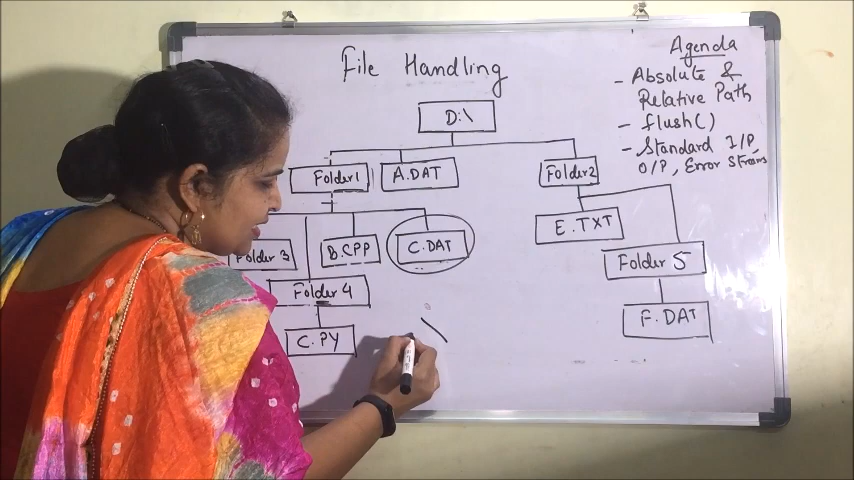 File Handling
Agenda
- Absolute &
Relative Path
- flush()
- Standard I/P,
O/P, Error Streams
D:\
Folder1
A.DAT
Folder2
Folder 3
B.CPP
C.DAT
E.TXT
Folder 5
Folder 4
F.DAT
C.PY
\